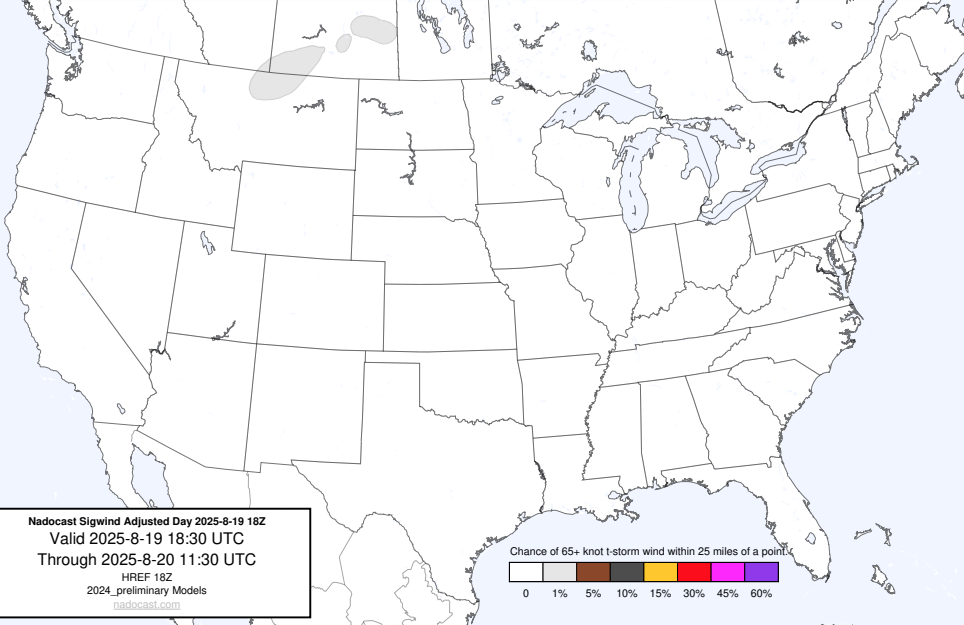 Nadocast Sigwind Adjusted Day 2025-8-19 18Z
Valid 2025-8-19 18:30 UTC
Through 2025-8-20 11:30 UTC
HREF 18Z
2024_preliminary Models
nadocast.com
Chance of 65+ knot t-storm wind within 25 miles of a point.
0 1% 5% 10% 15% 30% 45% 60%